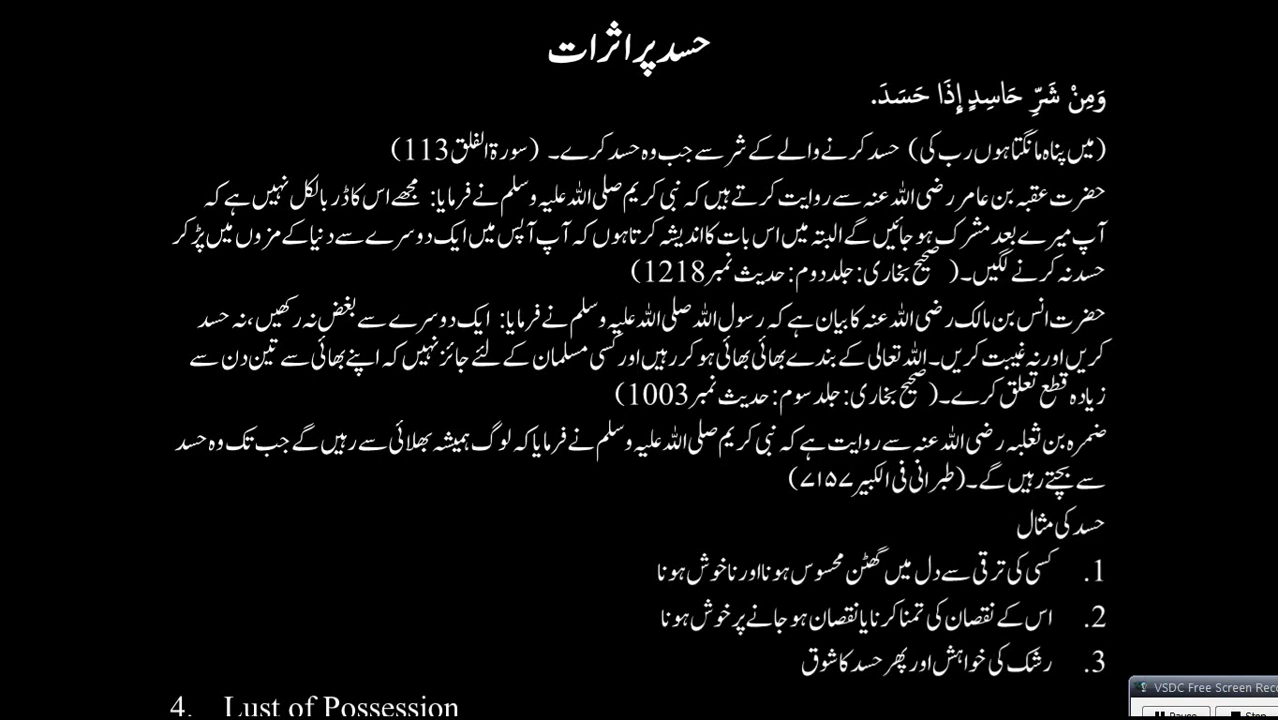 حسد پر اثرات
وَمِنْ شَرِّ حَاسِدٍ إِذَا حَسَدَ.
(میں پناہ مانگتا ہوں رب کی) حسد کرنے والے کے شر سے جب وہ حسد کرے۔ (سورۃ الفلق 113)
حضرت عقبہ بن عامر رضی اللہ عنہ سے روایت کرتے ہیں کہ نبی کریم صلی اللہ علیہ وسلم نے فرمایا: مجھے اس کا ڈر بالکل نہیں ہے کہ
آپ میرے بعد مشرک ہو جائیں گے البتہ میں اس بات کا اندیشہ کرتا ہوں کہ آپ آپس میں ایک دوسرے سے دنیا کے مزوں میں پڑ کر
حسد نہ کرنے لگیں۔ (صحیح بخاری: جلد دوم: حدیث نمبر 1218)
حضرت انس بن مالک رضی اللہ عنہ کا بیان ہے کہ رسول اللہ صلی اللہ علیہ وسلم نے فرمایا: ایک دوسرے سے بغض نہ رکھیں، نہ حسد
کریں اور نہ غیبت کریں۔ اللہ تعالی کے بندے بھائی بھائی ہو کر رہیں اور کسی مسلمان کے لئے جائز نہیں کہ اپنے بھائی سے تین دن سے
زیادہ قطع تعلق کرے۔ (صحیح بخاری: جلد سوم: حدیث نمبر 1003)
ضمرہ بن ثعلبہ رضی اللہ عنہ سے روایت ہے کہ نبی کریم صلی اللہ علیہ وسلم نے فرمایا کہ لوگ ہمیشہ بھلائی سے رہیں گے جب تک وہ حسد
سے بچتے رہیں گے۔ (طبرانی فی الکبیر ۷۱۵۷)
حسد کی مثال
1. کسی کی ترقی سے دل میں گھٹن محسوس ہونا اور ناخوش ہونا
2. اس کے نقصان کی تمنا کرنا یا نقصان ہو جانے پر خوش ہونا
3. رشک کی خواہش اور پھر حسد کا شوق
4. Lust of Possession
VSDC Free Screen Reco
Pause Stop